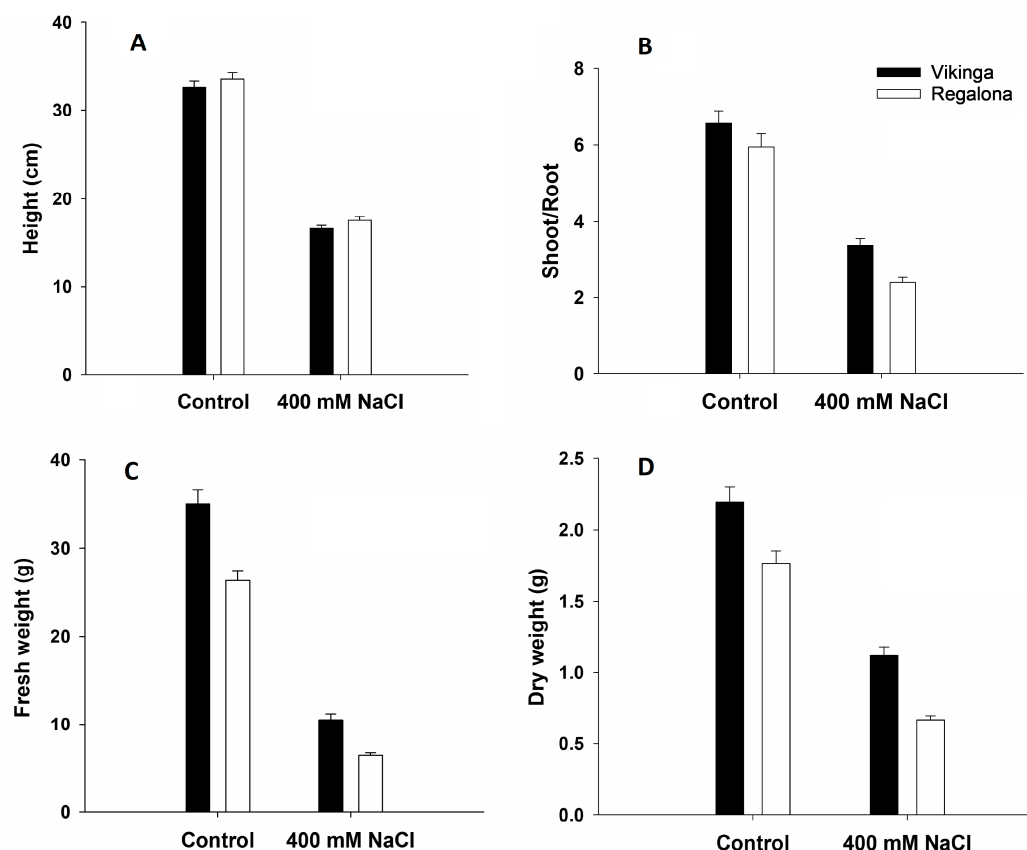 A
40
30
20
10
0
Height (cm)
Control 400 mM NaCl
B
Vikinga
Regalona
8
6
4
2
0
Shoot/Root
Control 400 mM NaCl
C
40
30
20
10
0
Fresh weight (g)
Control 400 mM NaCl
D
2.5
2.0
1.5
1.0
0.5
0.0
Dry weight (g)
Control 400 mM NaCl